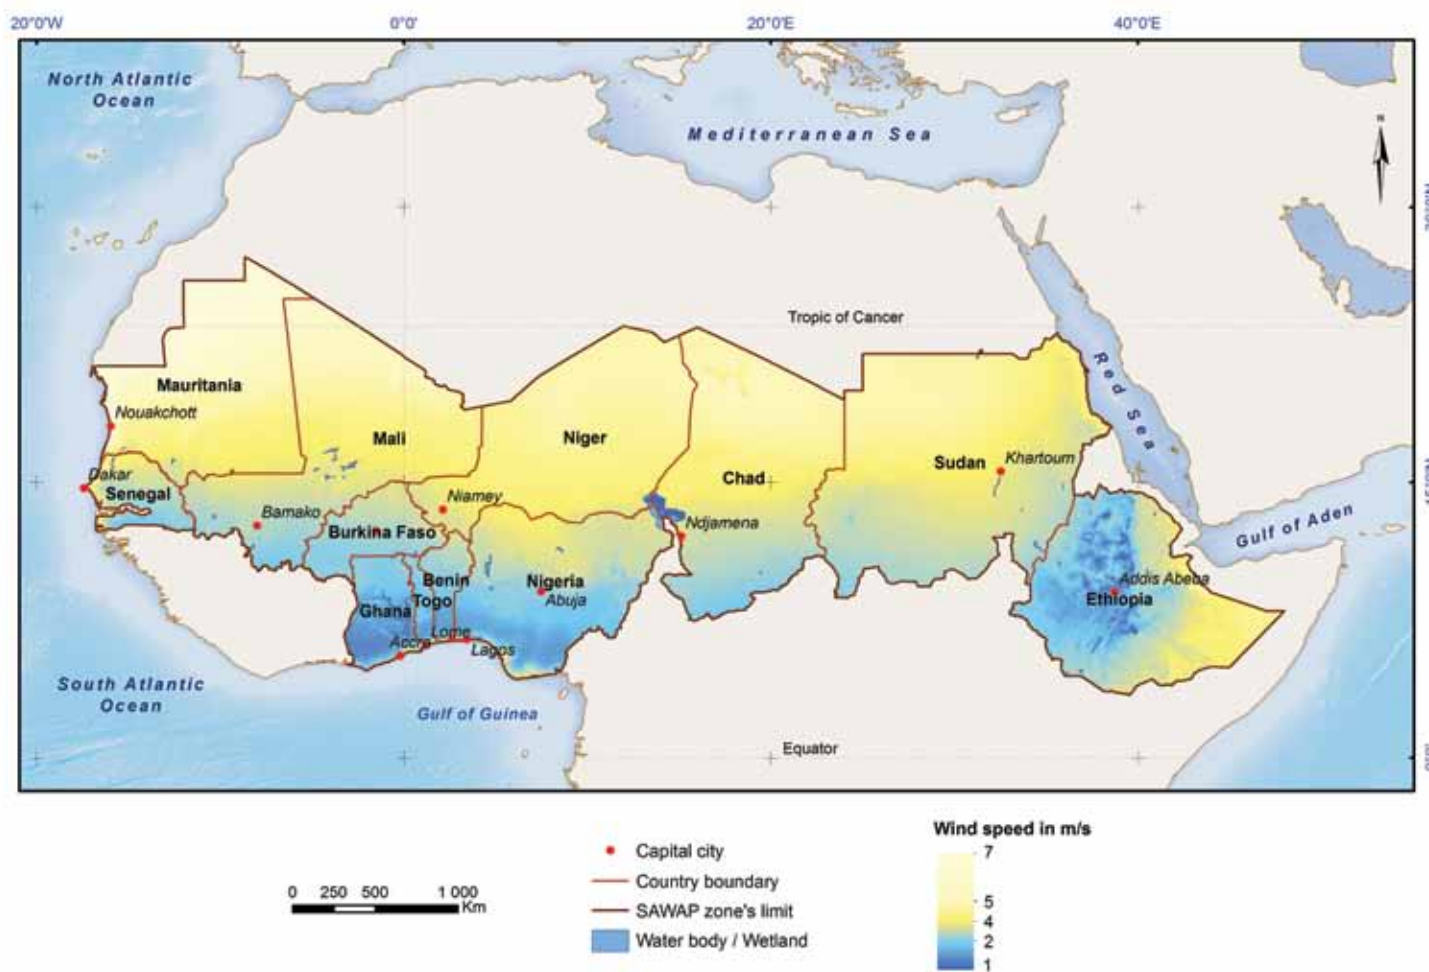 20°0'W 0°0' 20°0'E 40°0'E
North Atlantic
Ocean
Mediterranean Sea
N
Tropic of Cancer
Red Sea
Mauritania
Nouakchott
Mali
Niger
Chad
Sudan
Khartoum
Dakar
Senegal
Bamako
Niamey
Burkina Faso
Ndjamena
Gulf of Aden
Benin
Nigeria
Abuja
Togo
Ghana
Addis Abeba
Ethiopia
Lome
Accra
Lagos
South Atlantic
Ocean
Gulf of Guinea
Equator
Wind speed in m/s
7
5
4
2
1
Capital city
Country boundary
SAWAP zone's limit
Water body / Wetland
0 250 500 1 000
Km